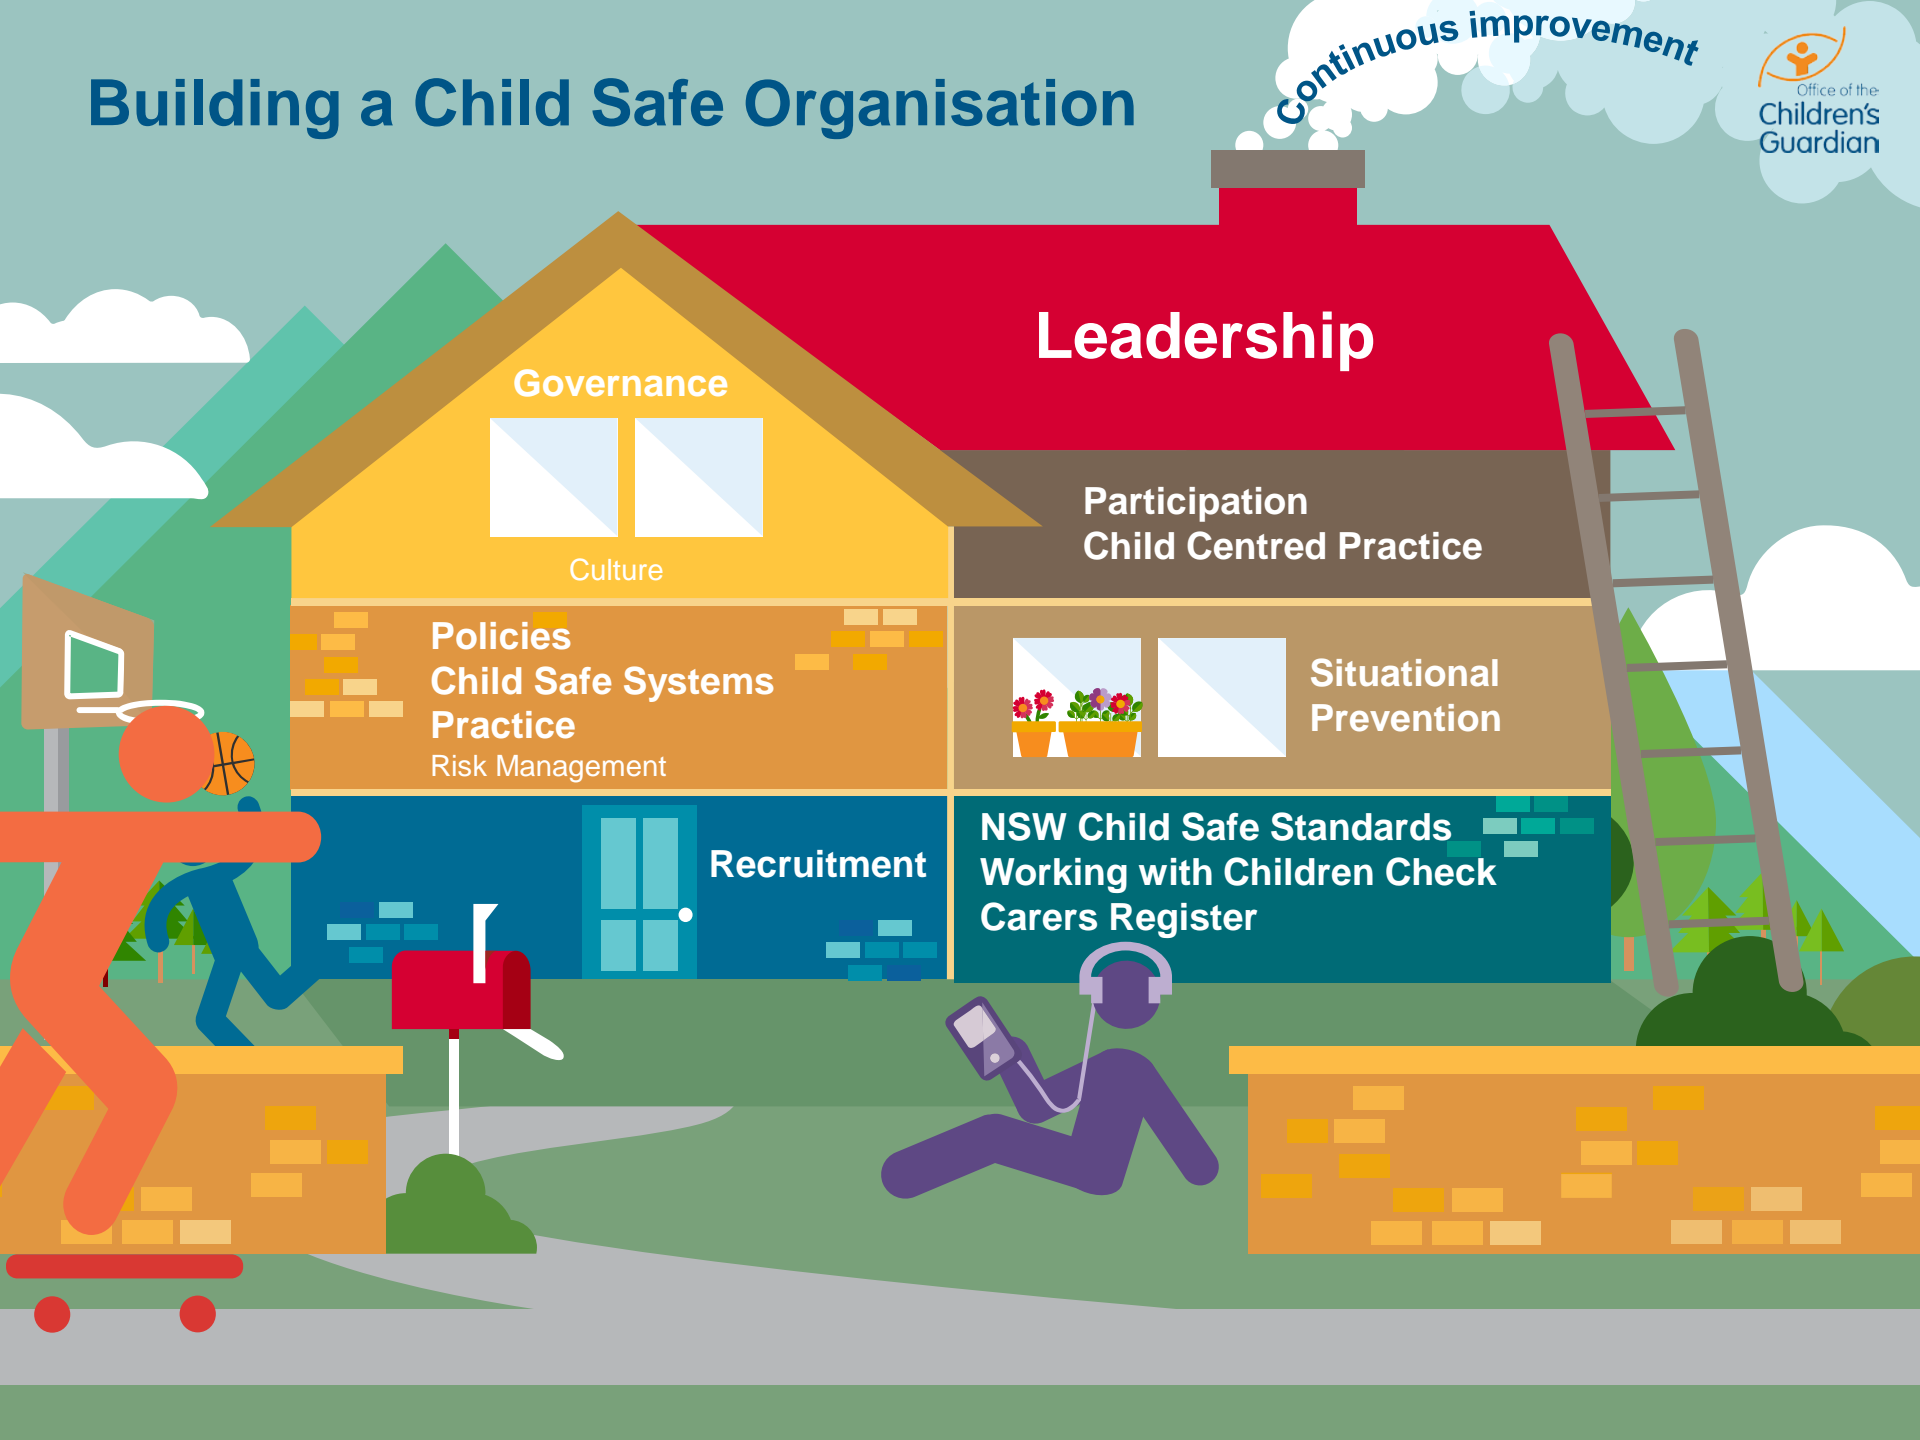 Continuous improvement
Building a Child Safe Organisation
Office of the
Children's
Guardian
Leadership
Governance
Culture
Participation
Child Centred Practice
Policies
Child Safe Systems
Practice
Risk Management
Situational
Prevention
Recruitment
NSW Child Safe Standards
Working with Children Check
Carers Register